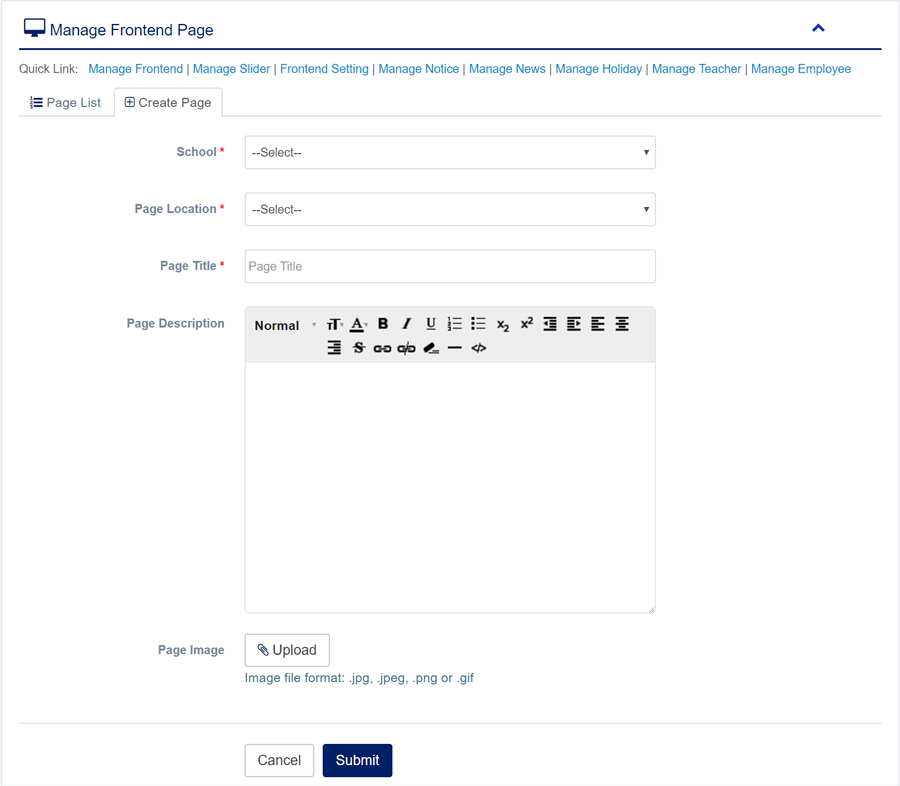 Manage Frontend Page
Quick Link: Manage Frontend | Manage Slider | Frontend Setting | Manage Notice | Manage News | Manage Holiday | Manage Teacher | Manage Employee
Page List Create Page
School * --Select--
Page Location * --Select--
Page Title * Page Title
Page Description
Normal
Page Image Upload
Image file format: .jpg, .jpeg, .png or .gif
Cancel Submit